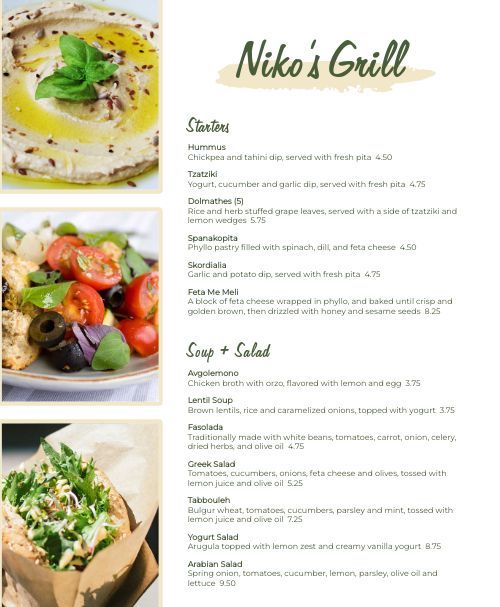 Niko's Grill
Starters
Hummus
Chickpea and tahini dip, served with fresh pita 4.50
Tzatziki
Yogurt, cucumber and garlic dip, served with fresh pita 4.75
Dolmathes (5)
Rice and herb stuffed grape leaves, served with a side of tzatziki and
lemon wedges 5.75
Spanakopita
Phyllo pastry filled with spinach, dill, and feta cheese 4.50
Skordialia
Garlic and potato dip, served with fresh pita 4.75
Feta Me Meli
A block of feta cheese wrapped in phyllo, and baked until crisp and
golden brown, then drizzled with honey and sesame seeds 8.25
Soup + Salad
Avgolemono
Chicken broth with orzo, flavored with lemon and egg 3.75
Lentil Soup
Brown lentils, rice and caramelized onions, topped with yogurt 3.75
Fasolada
Traditionally made with white beans, tomatoes, carrot, onion, celery,
dried herbs, and olive oil 4.75
Greek Salad
Tomatoes, cucumbers, onions, feta cheese and olives, tossed with
lemon juice and olive oil 5.25
Tabbouleh
Bulgur wheat, tomatoes, cucumbers, parsley and mint, tossed with
lemon juice and olive oil 7.25
Yogurt Salad
Arugula topped with lemon zest and creamy vanilla yogurt 8.75
Arabian Salad
Spring onion, tomatoes, cucumber, lemon, parsley, olive oil and
lettuce 9.50